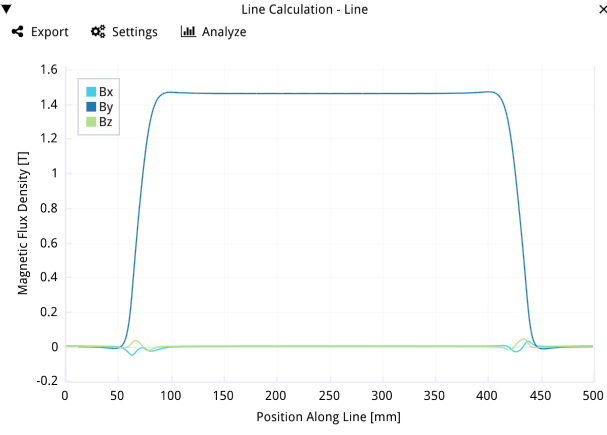 Line Calculation - Line
Export Settings Analyze
Bx
By
Bz
Magnetic Flux Density [T]
1.6
1.4
1.2
1
0.8
0.6
0.4
0.2
0
-0.2
0 50 100 150 200 250 300 350 400 450 500
Position Along Line [mm]